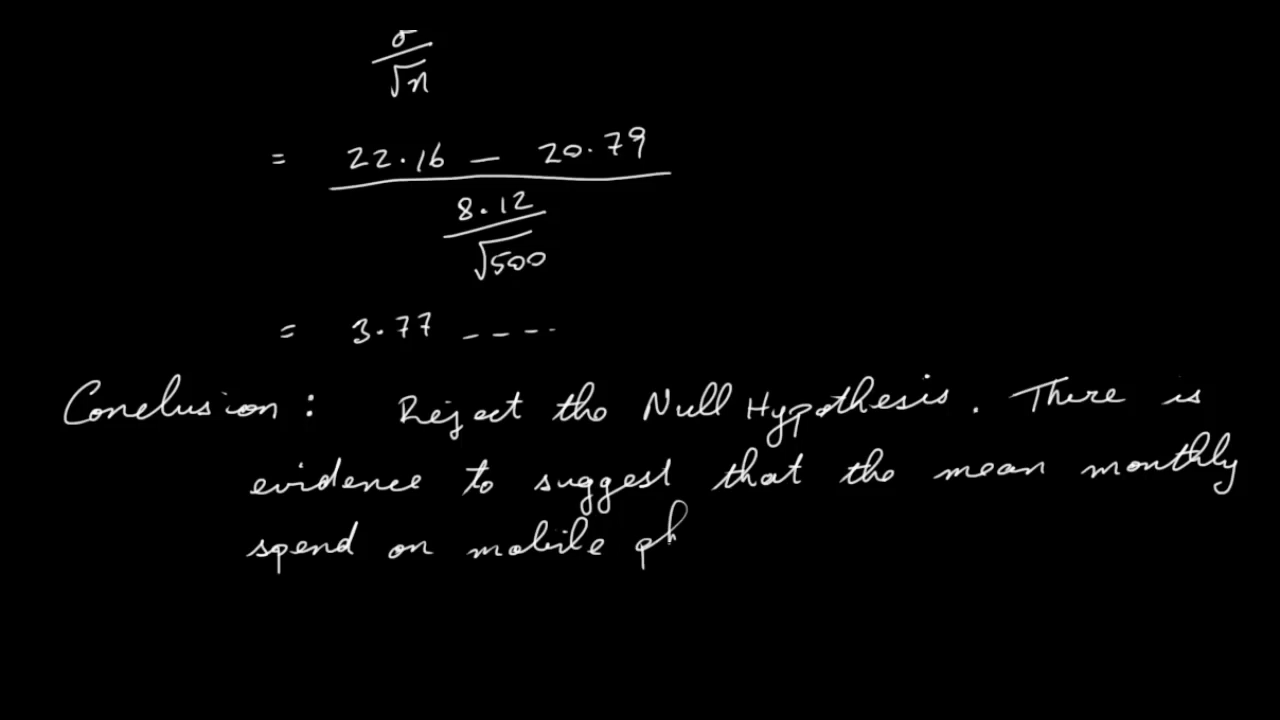 σ
√n
= 22.16 – 20.79
8.12
√500
= 3.77 ----
Conclusion: Reject the Null Hypothesis. There is
evidence to suggest that the mean monthly
spend on mobile ph